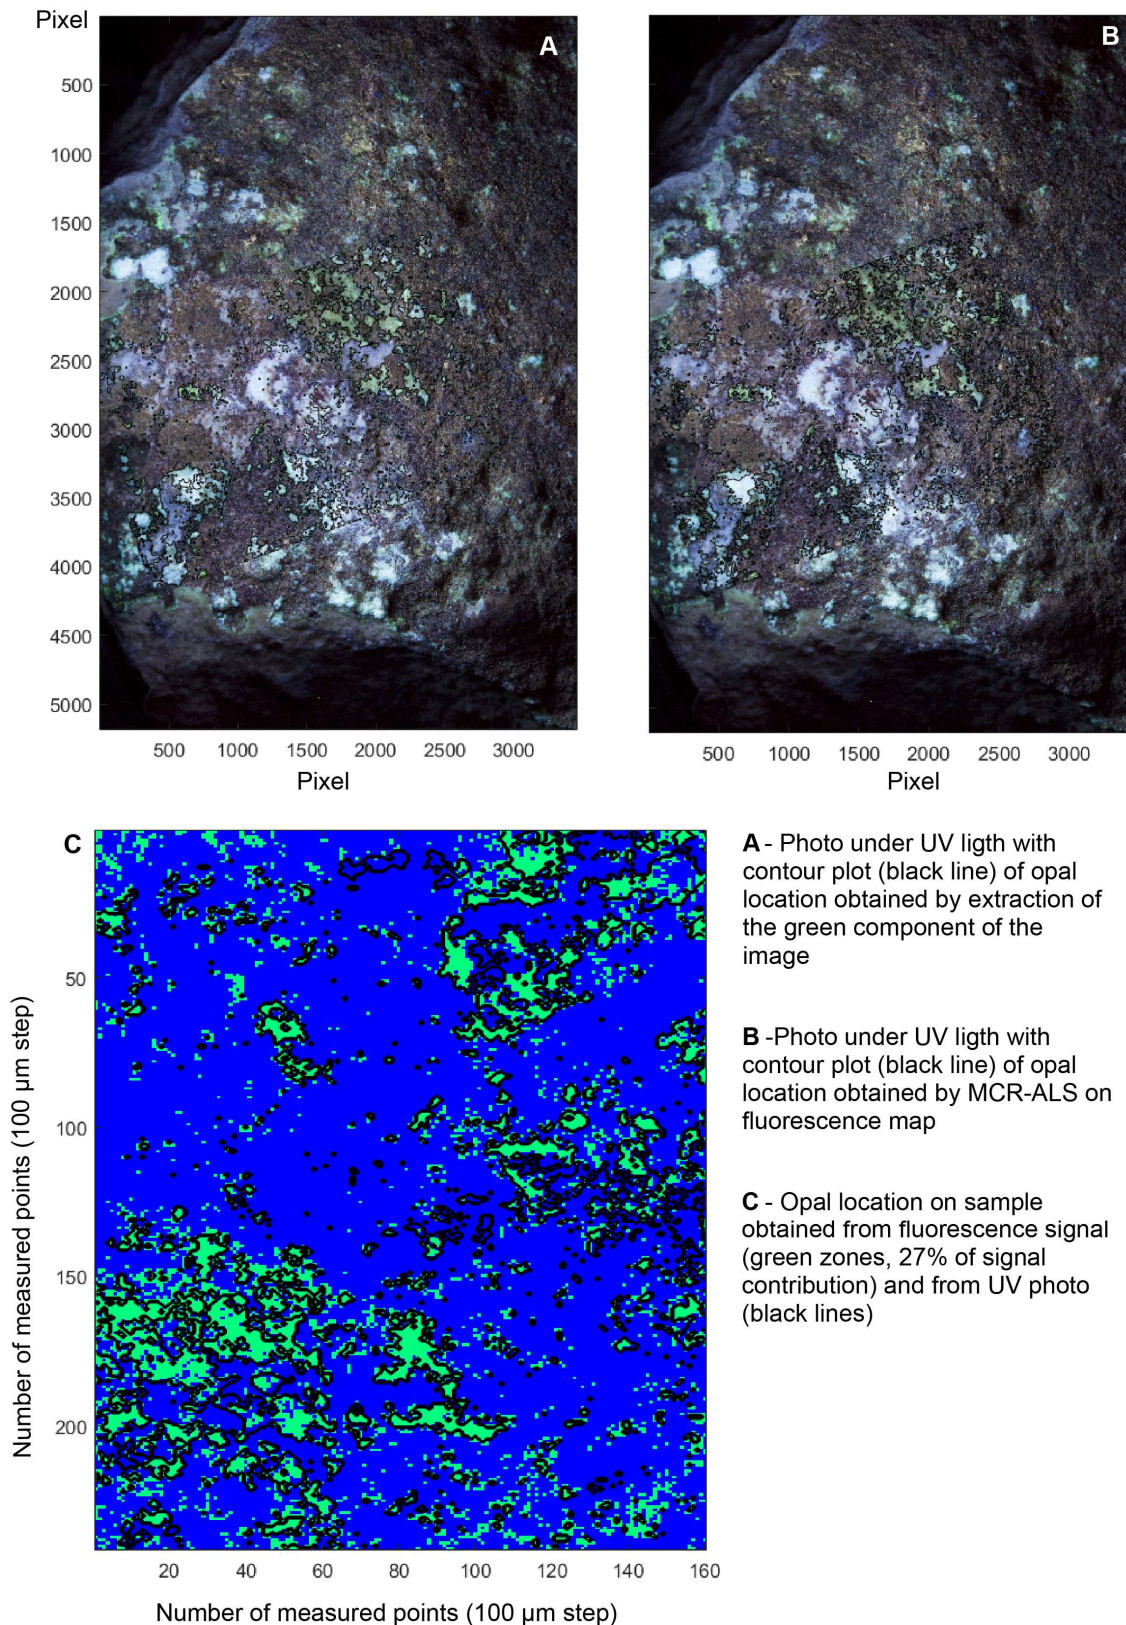 Pixel
A
B
500
1000
1500
2000
2500
3000
3500
4000
4500
5000
500 1000 1500 2000 2500 3000
Pixel
500 1000 1500 2000 2500 3000
Pixel
C
50
100
150
200
Number of measured points (100 µm step)
20 40 60 80 100 120 140 160
Number of measured points (100 µm step)
A - Photo under UV ligth with
contour plot (black line) of opal
location obtained by extraction of
the green component of the
image
B -Photo under UV ligth with
contour plot (black line) of opal
location obtained by MCR-ALS on
fluorescence map
C - Opal location on sample
obtained from fluorescence signal
(green zones, 27% of signal
contribution) and from UV photo
(black lines)